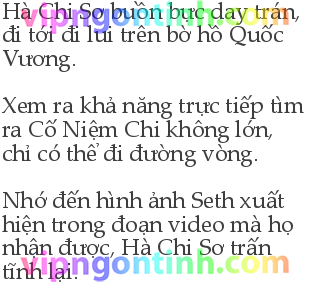 vipngontinh.com
Hà Chi Sơ buồn bực day trán,
đi tới đi lui trên bờ hồ Quốc
Vương.
Xem ra khả năng trực tiếp tìm
ra Cố Niệm Chi không lớn,
chỉ có thể đi đường vòng.
Nhớ đến hình ảnh Seth xuất
hiện trong đoạn video mà họ
nhận được, Hà Chi Sơ trấn
tĩnh lại.
vipngontinh.com